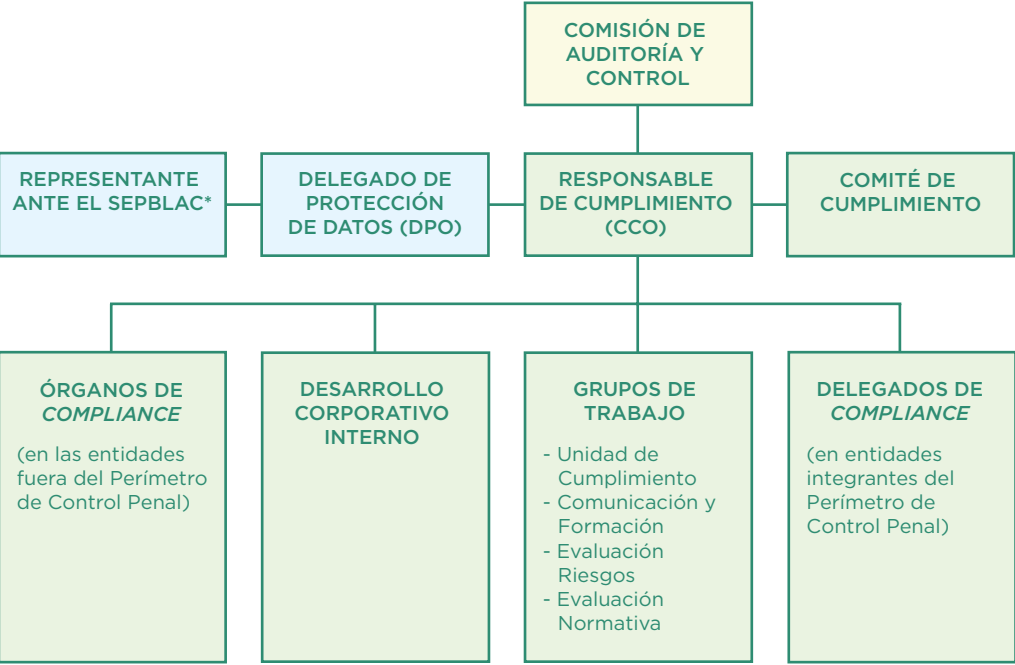 COMISIÓN DE
AUDITORÍA Y
CONTROL
REPRESENTANTE
ANTE EL SEPBLAC*
DELEGADO DE
PROTECCIÓN
DE DATOS (DPO)
RESPONSABLE
DE CUMPLIMIENTO
(CCO)
COMITÉ DE
CUMPLIMIENTO
ÓRGANOS DE
COMPLIANCE
(en las entidades
fuera del Perímetro
de Control Penal)
DESARROLLO
CORPORATIVO
INTERNO
GRUPOS DE
TRABAJO
- Unidad de
Cumplimiento
- Comunicación y
Formación
- Evaluación
Riesgos
- Evaluación
Normativa
DELEGADOS DE
COMPLIANCE
(en entidades
integrantes del
Perímetro de
Control Penal)